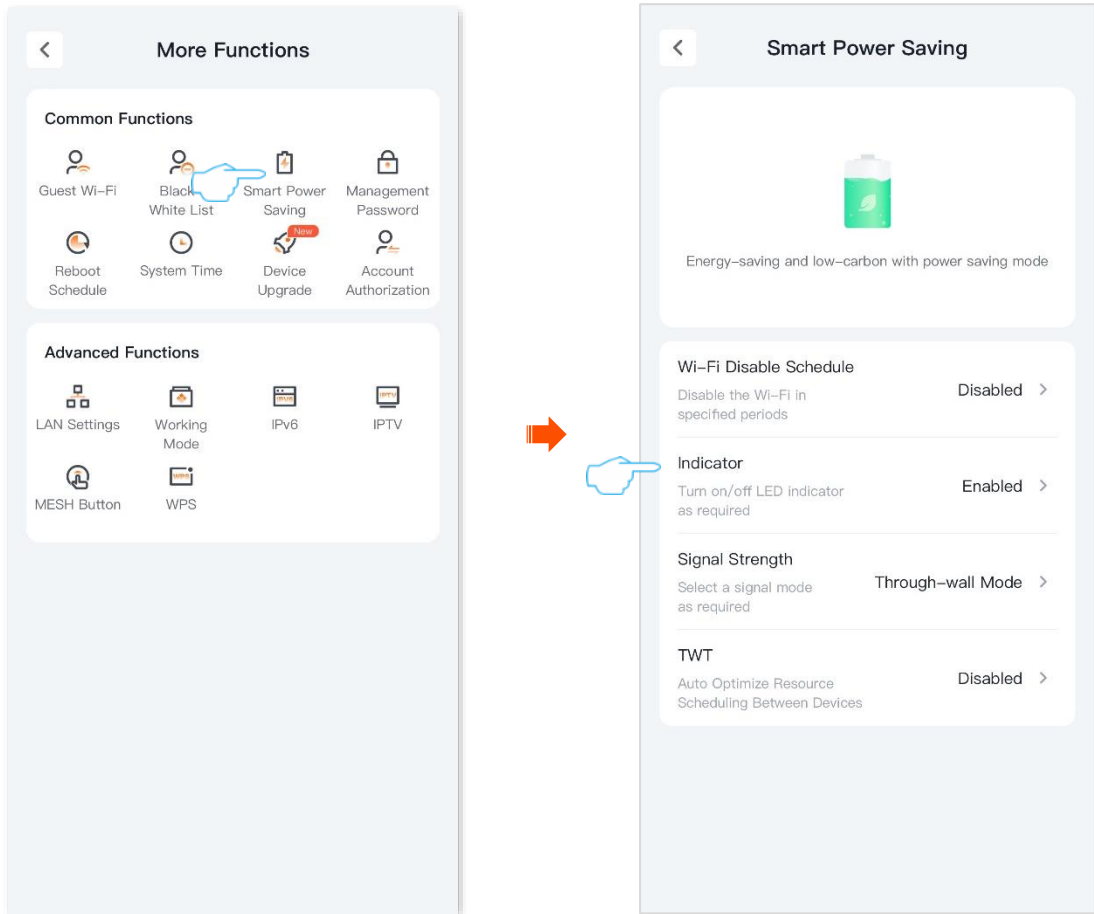 More Functions
Common Functions
Guest Wi-Fi
Black
White List
Smart Power
Saving
Management
Password
Reboot
Schedule
System Time
New
Device
Upgrade
Account
Authorization
Advanced Functions
LAN Settings
Working
Mode
IPV6
IPv6
IPTV
IPTV
MESH Button
WPS
WPS
Smart Power Saving
Energy-saving and low-carbon with power saving mode
Wi-Fi Disable Schedule
Disable the Wi-Fi in
specified periods
Disabled
Indicator
Turn on/off LED indicator
as required
Enabled
Signal Strength
Select a signal mode
as required
Through-wall Mode
TWT
Auto Optimize Resource
Scheduling Between Devices
Disabled